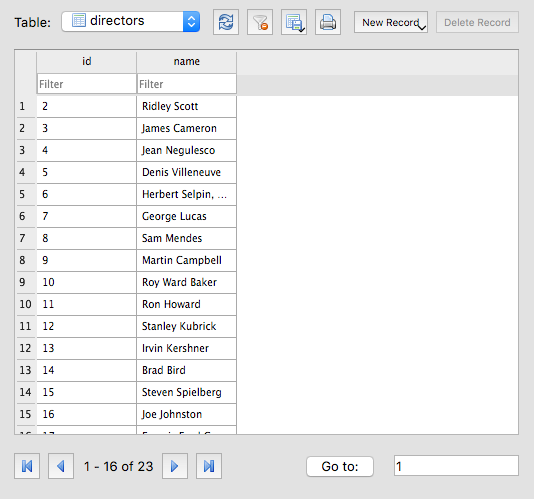 Table: directors New Record Delete Record
id name
Filter Filter
1 2 Ridley Scott
2 3 James Cameron
3 4 Jean Negulesco
4 5 Denis Villeneuve
5 6 Herbert Selpin, ...
6 7 George Lucas
7 8 Sam Mendes
8 9 Martin Campbell
9 10 Roy Ward Baker
10 11 Ron Howard
11 12 Stanley Kubrick
12 13 Irvin Kershner
13 14 Brad Bird
14 15 Steven Spielberg
15 16 Joe Johnston
1 - 16 of 23 Go to: 1